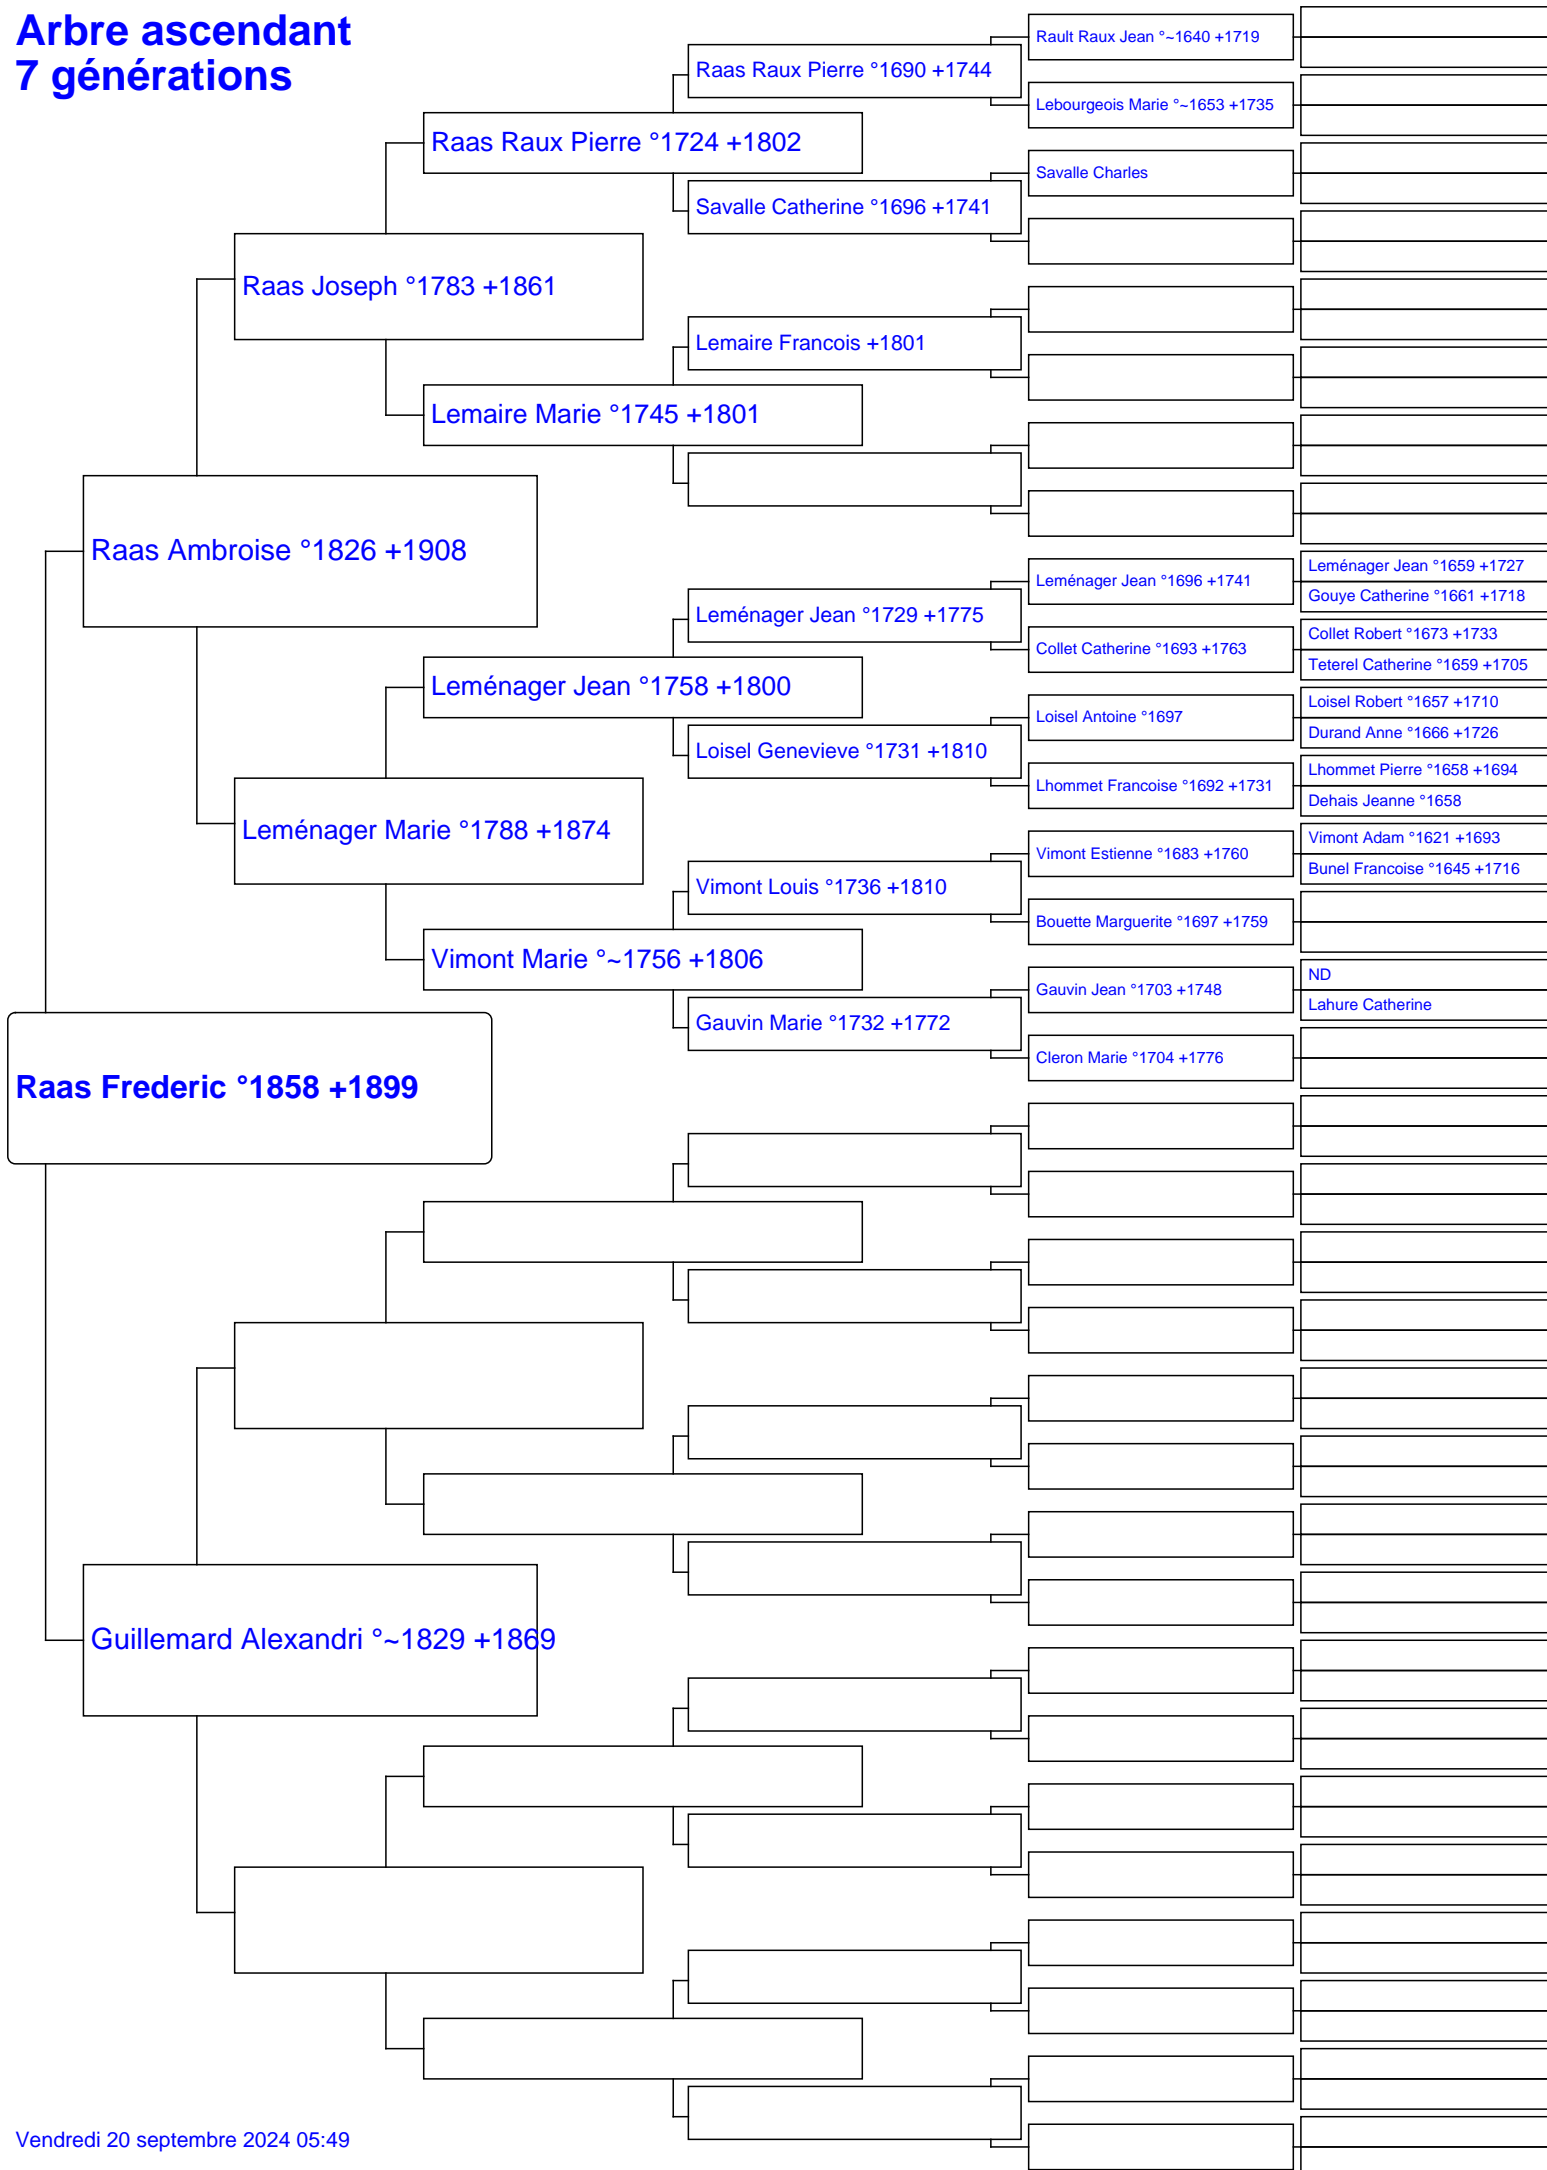 Arbre ascendant
7 générations
Rault Raux Jean °~1640 +1719
Raas Raux Pierre °1690 +1744
Lebourgeois Marie °~1653 +1735
Raas Raux Pierre °1724 +1802
Savalle Charles
Savalle Catherine °1696 +1741
Raas Joseph °1783 +1861
Lemaire Francois +1801
Lemaire Marie °1745 +1801
Raas Ambroise °1826 +1908
Leménager Jean °1659 +1727
Leménager Jean °1696 +1741
Gouye Catherine °1661 +1718
Leménager Jean °1729 +1775
Collet Robert °1673 +1733
Collet Catherine °1693 +1763
Teterel Catherine °1659 +1705
Leménager Jean °1758 +1800
Loisel Robert °1657 +1710
Loisel Antoine °1697
Durand Anne °1666 +1726
Loisel Genevieve °1731 +1810
Lhommet Pierre °1658 +1694
Lhommet Francoise °1692 +1731
Dehais Jeanne °1658
Leménager Marie °1788 +1874
Vimont Adam °1621 +1693
Vimont Estienne °1683 +1760
Bunel Francoise °1645 +1716
Vimont Louis °1736 +1810
Bouette Marguerite °1697 +1759
Vimont Marie °~1756 +1806
ND
Gauvin Jean °1703 +1748
Lahure Catherine
Gauvin Marie °1732 +1772
Cleron Marie °1704 +1776
Raas Frederic °1858 +1899
Guillemard Alexandri °~1829 +1869
Vendredi 20 septembre 2024 05:49